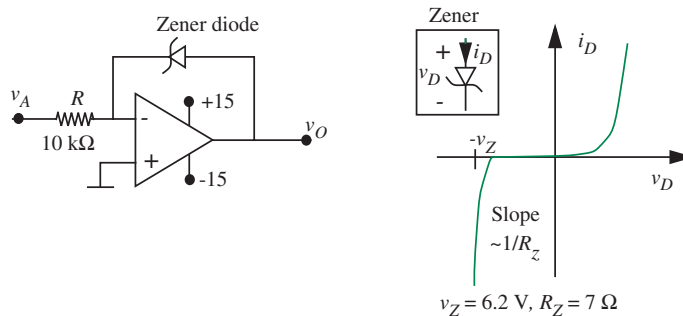 Zener diode
v_A
R
10 kΩ
-
+
+15
-15
v_O
Zener
+
i_D
v_D
-
i_D
-v_Z
v_D
Slope
~1/R_z
v_Z = 6.2 V, R_Z = 7 Ω